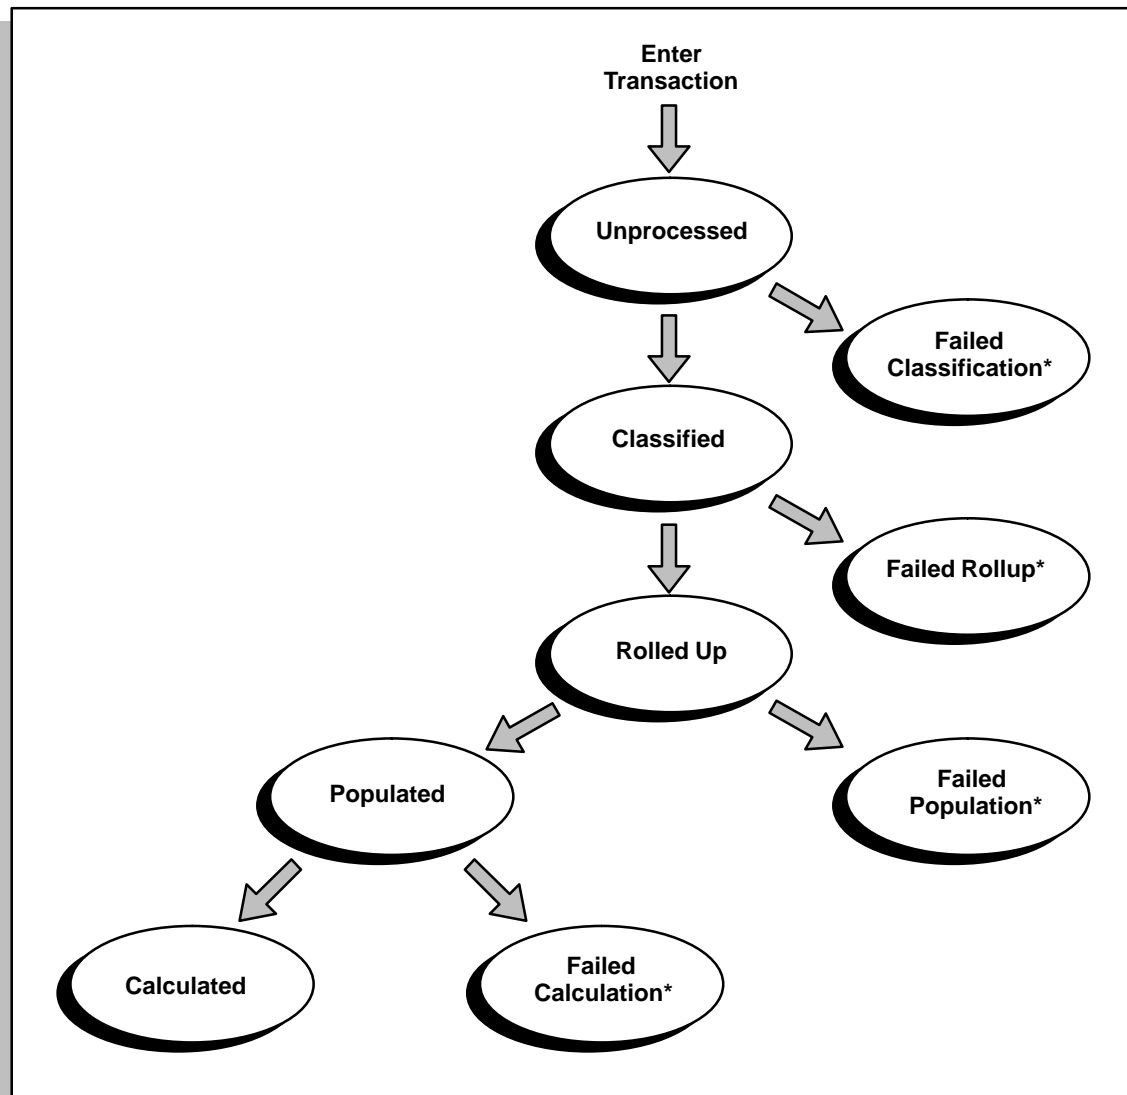 Enter
Transaction
Unprocessed
Failed
Classification*
Classified
Failed Rollup*
Rolled Up
Populated
Failed
Population*
Calculated
Failed
Calculation*